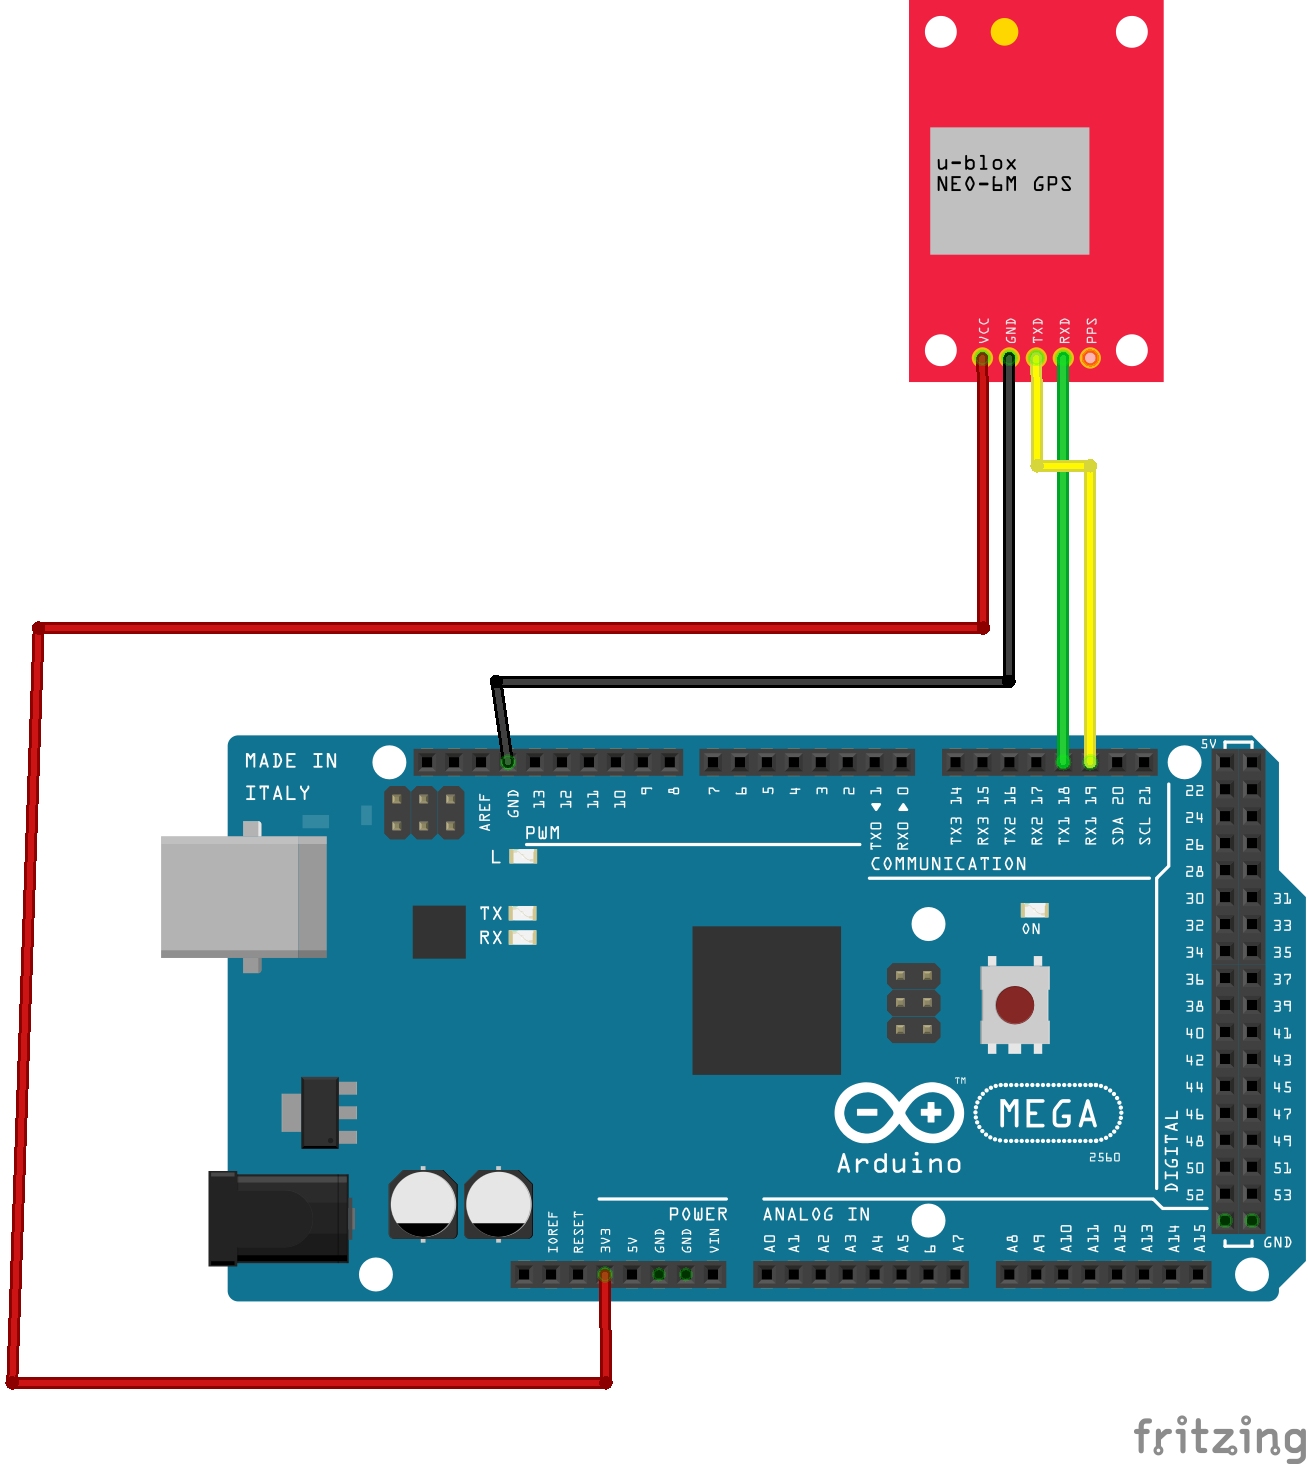 u-blox
NEO-6M GPS
VCC
GND
TXD
RXD
PPS
MADE IN
ITALY
AREF
GND
13
12
11
10
9
8
7
6
5
4
3
2
TX0 1
RX0 0
TX3 14
RX3 15
TX2 16
RX2 17
TX1 18
RX1 19
SDA 20
SCL 21
5V
PWM
L
COMMUNICATION
TX
RX
ON
22
24
26
28
30 31
32 33
34 35
36 37
38 39
40 41
42 43
44 45
46 47
48 49
50 51
52 53
GND
DIGITAL
TM
MEGA
2560
Arduino
POWER
ANALOG IN
IOREF
RESET
3V3
5V
GND
GND
VIN
A0
A1
A2
A3
A4
A5
6
A7
A8
A9
A10
A11
A12
A13
A14
A15
fritzing